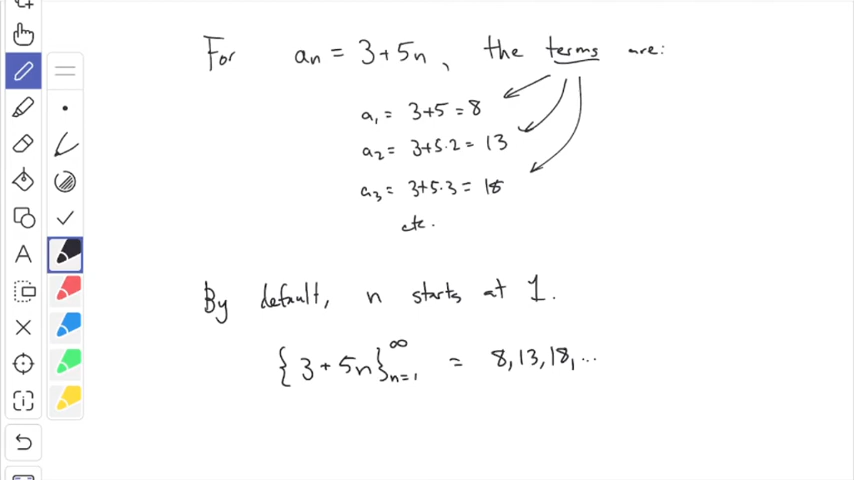 For aₙ = 3+5n, the terms are:
a₁ = 3+5 = 8
a₂ = 3+5·2 = 13
a₃ = 3+5·3 = 18
etc.
By default, n starts at 1.
{3+5n}ₙ₌₁^∞ = 8, 13, 18, ...
A